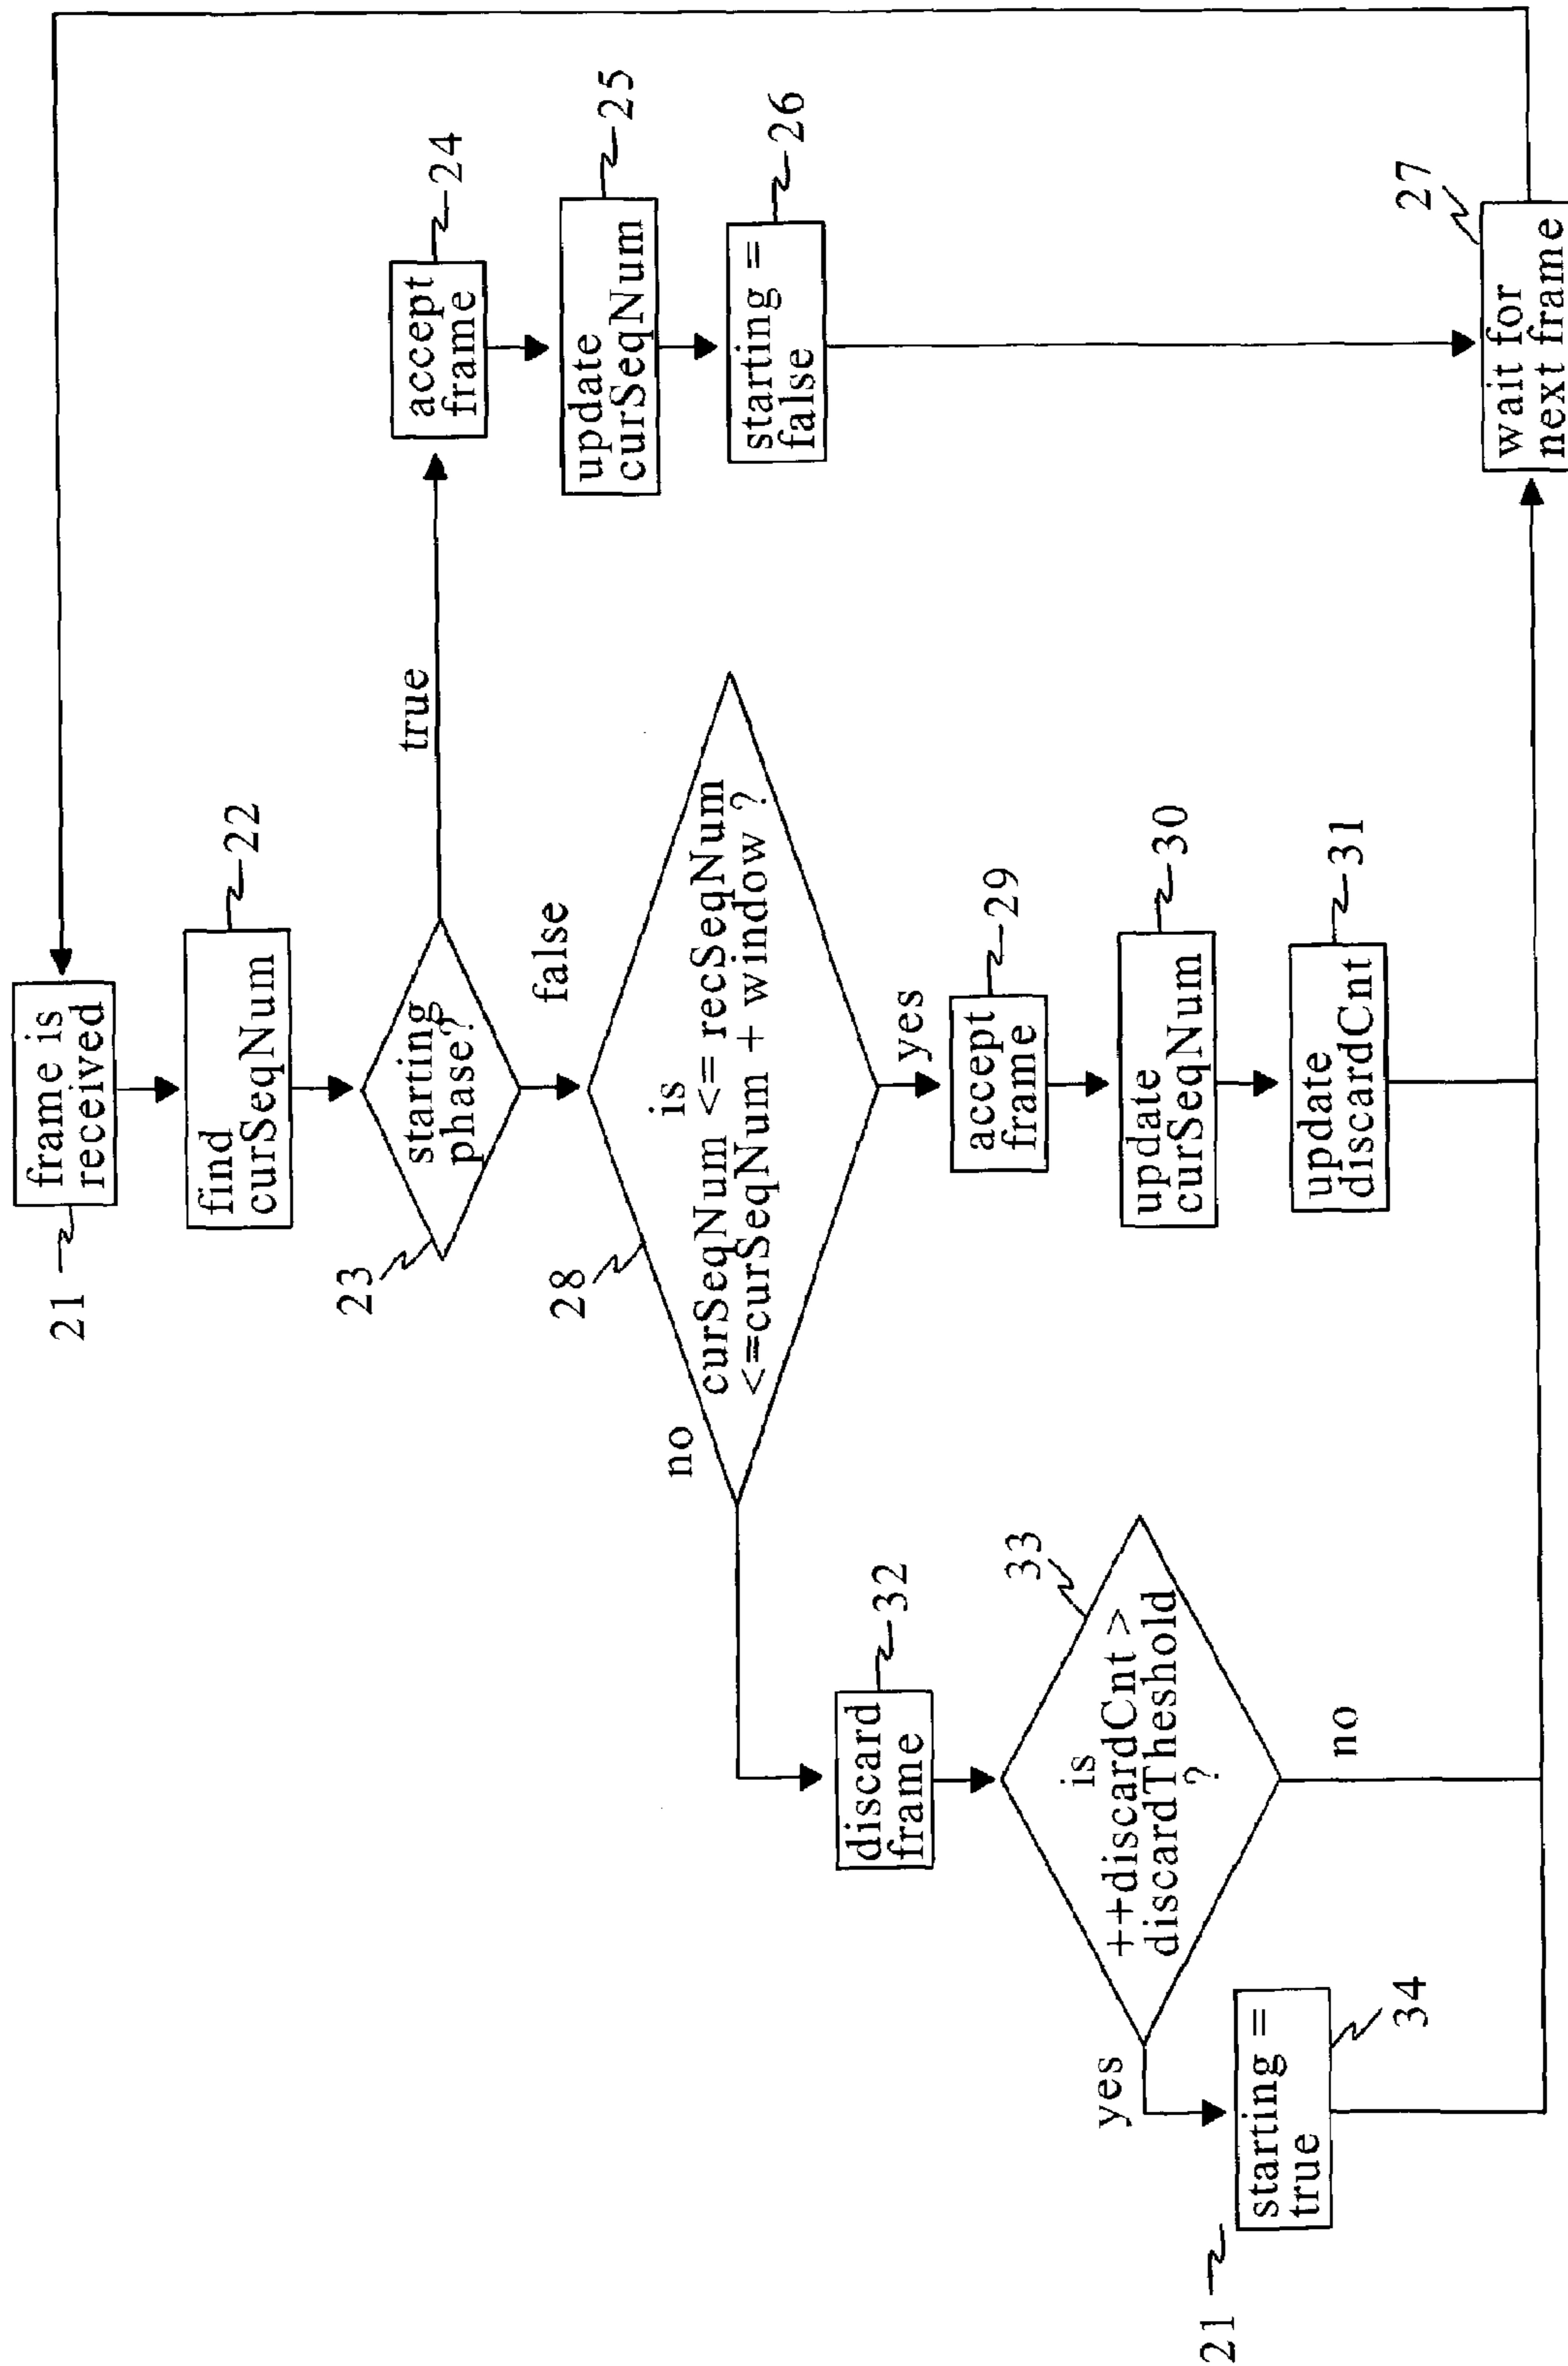 21
frame is
received
find
curSeqNum
22
23
starting
phase?
true
accept
frame
24
update
curSeqNum
25
starting =
false
26
false
28
is
curSeqNum <= recSeqNum
<=curSeqNum + window ?
no
yes
accept
frame
29
update
curSeqNum
30
update
discardCnt
31
discard
frame
32
33
is
++discardCnt >
discardTheshold
?
yes
no
21
starting =
true
34
27
wait for
next frame